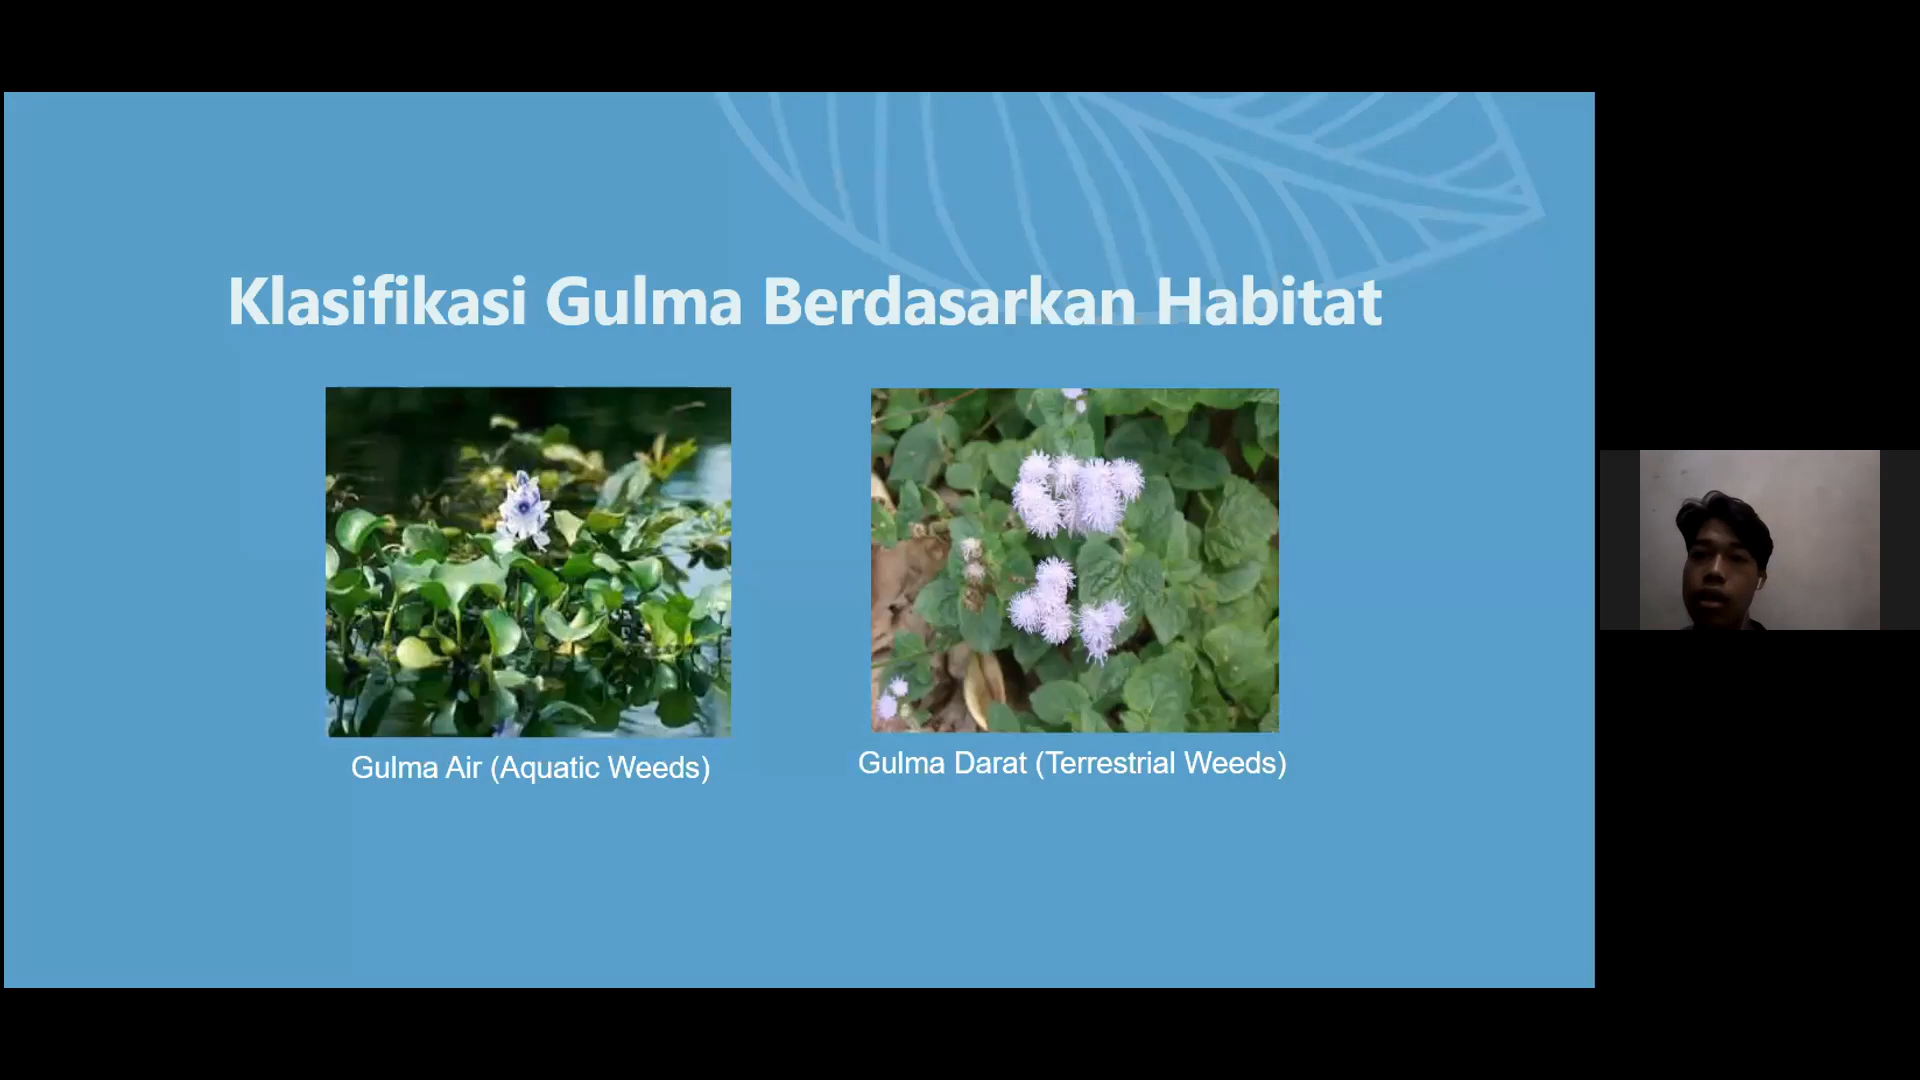 Klasifikasi Gulma Berdasarkan Habitat
Gulma Air (Aquatic Weeds)
Gulma Darat (Terrestrial Weeds)